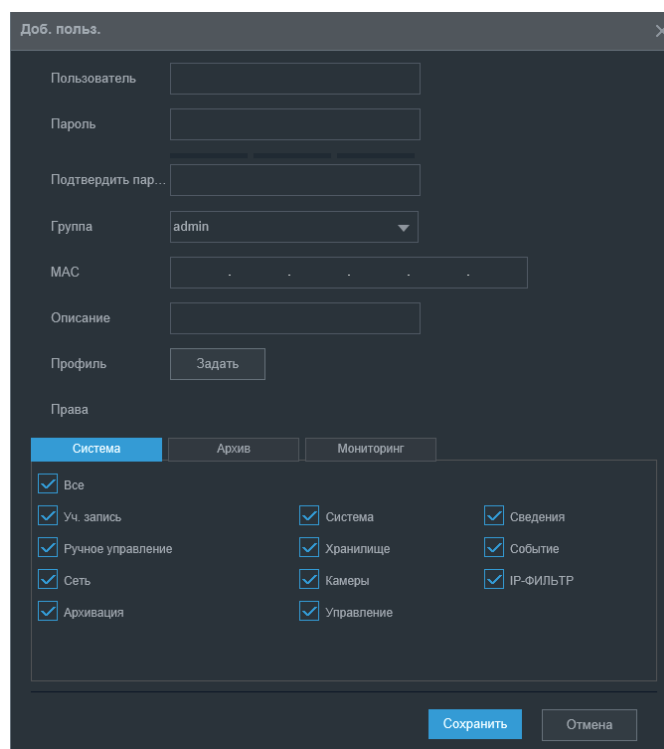 Доб. польз.
Пользователь
Пароль
Подтвердить пар...
Группа admin
MAC . . . . .
Описание
Профиль Задать
Права
Система Архив Мониторинг
Все
Уч. запись Система Сведения
Ручное управление Хранилище Событие
Сеть Камеры IP-ФИЛЬТР
Архивация Управление
Сохранить Отмена